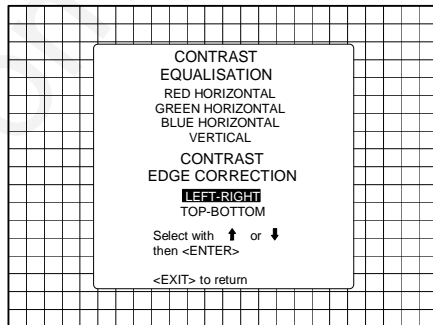 CONTRAST
EQUALISATION
RED HORIZONTAL
GREEN HORIZONTAL
BLUE HORIZONTAL
VERTICAL
CONTRAST
EDGE CORRECTION
LEFT-RIGHT
TOP-BOTTOM
Select with ⬆ or ⬇
then <ENTER>
<EXIT> to return